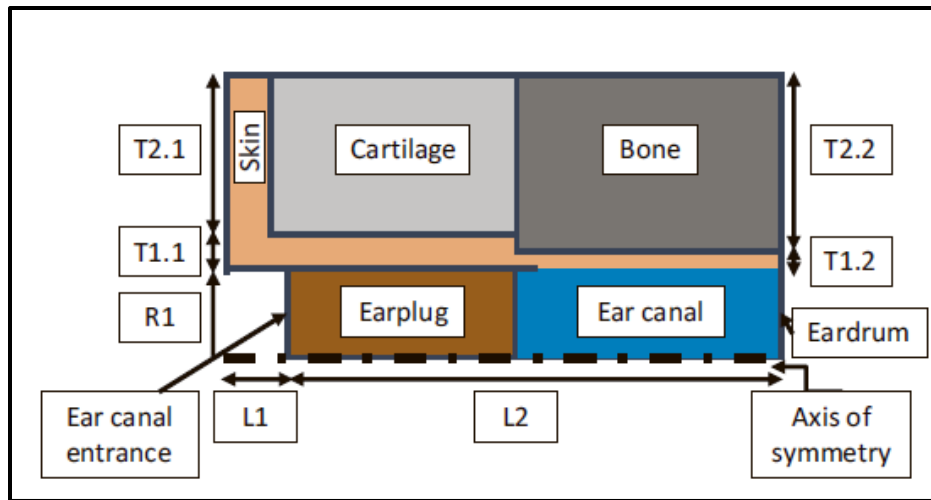 T2.1
Skin
Cartilage
Bone
T2.2
T1.1
T1.2
R1
Earplug
Ear canal
Eardrum
Ear canal
entrance
L1
L2
Axis of
symmetry